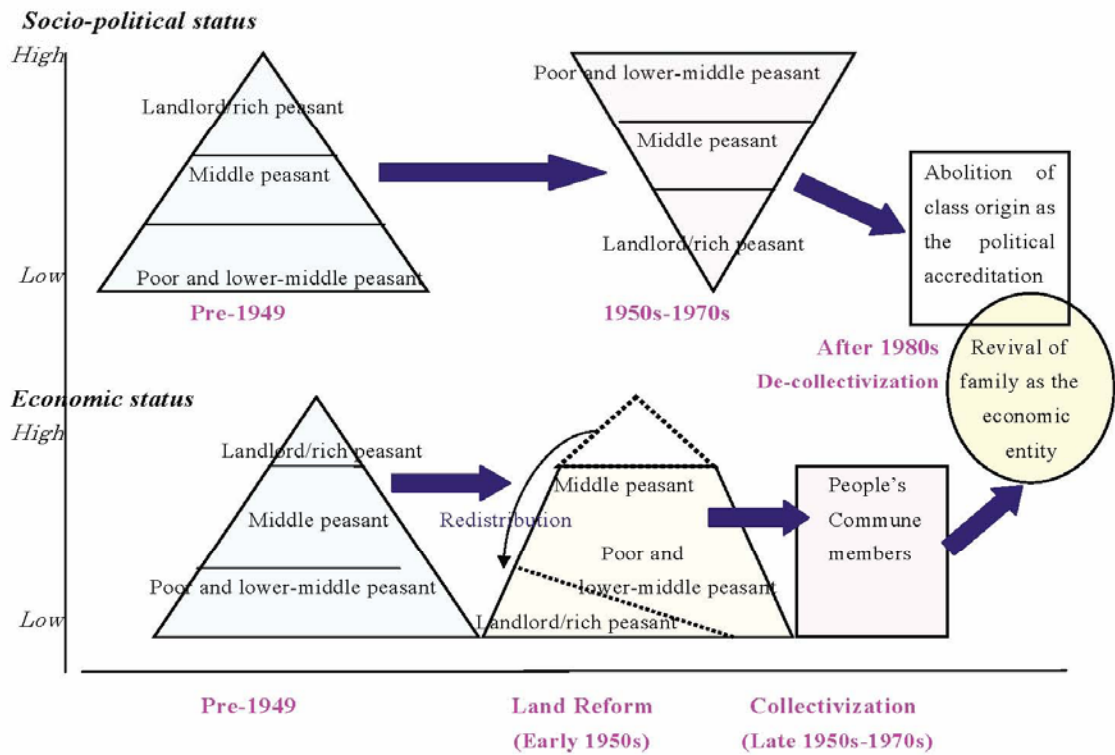 Socio-political status
High
Landlord/rich peasant
Middle peasant
Poor and lower-middle peasant
Low
Pre-1949
Poor and lower-middle peasant
Middle peasant
Landlord/rich peasant
1950s-1970s
Abolition of
class origin as
the political
accreditation
After 1980s
De-collectivization
Revival of
family as the
economic
entity
Economic status
High
Landlord/rich peasant
Middle peasant
Poor and lower-middle peasant
Low
Redistribution
Middle peasant
Poor and
lower-middle peasant
Landlord/rich peasant
People's
Commune
members
Pre-1949
Land Reform
(Early 1950s)
Collectivization
(Late 1950s-1970s)